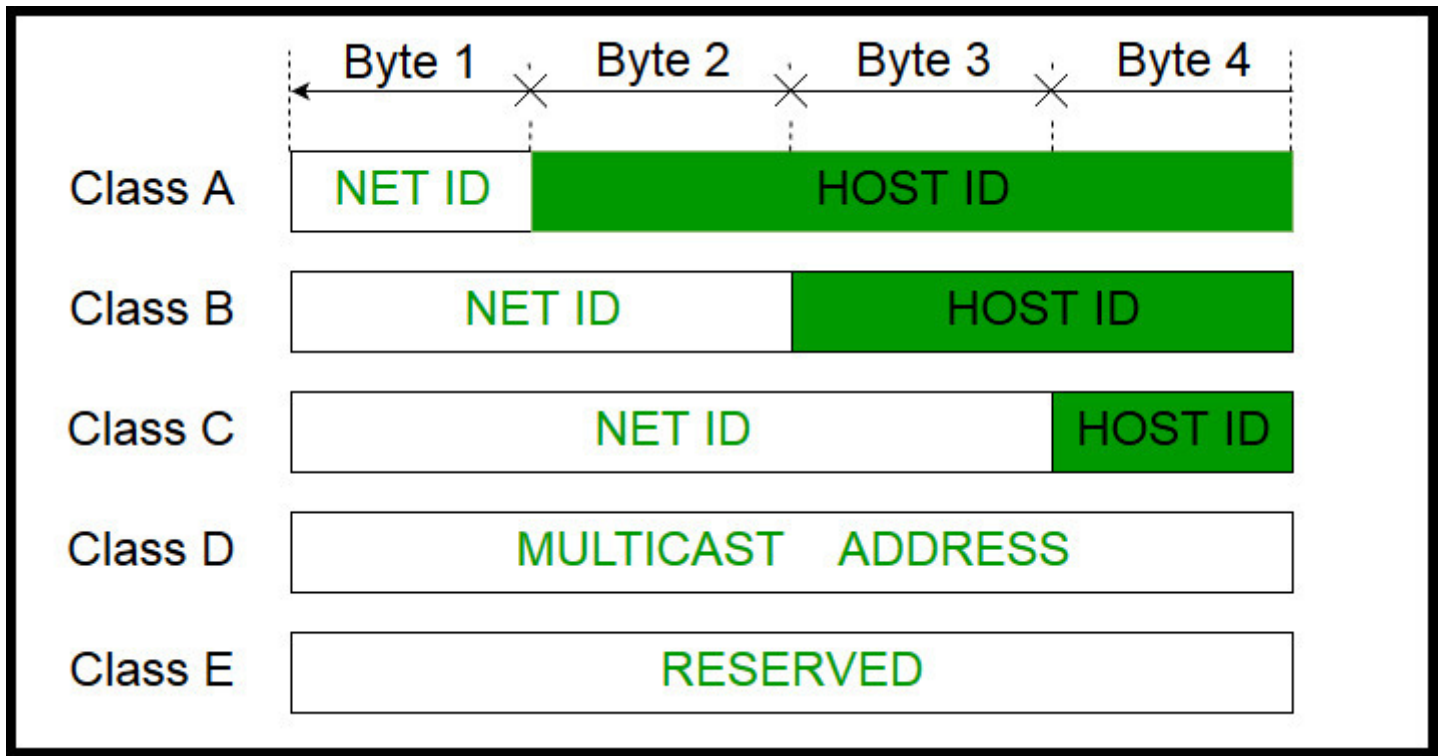 Byte 1 Byte 2 Byte 3 Byte 4
Class A NET ID HOST ID
Class B NET ID HOST ID
Class C NET ID HOST ID
Class D MULTICAST ADDRESS
Class E RESERVED